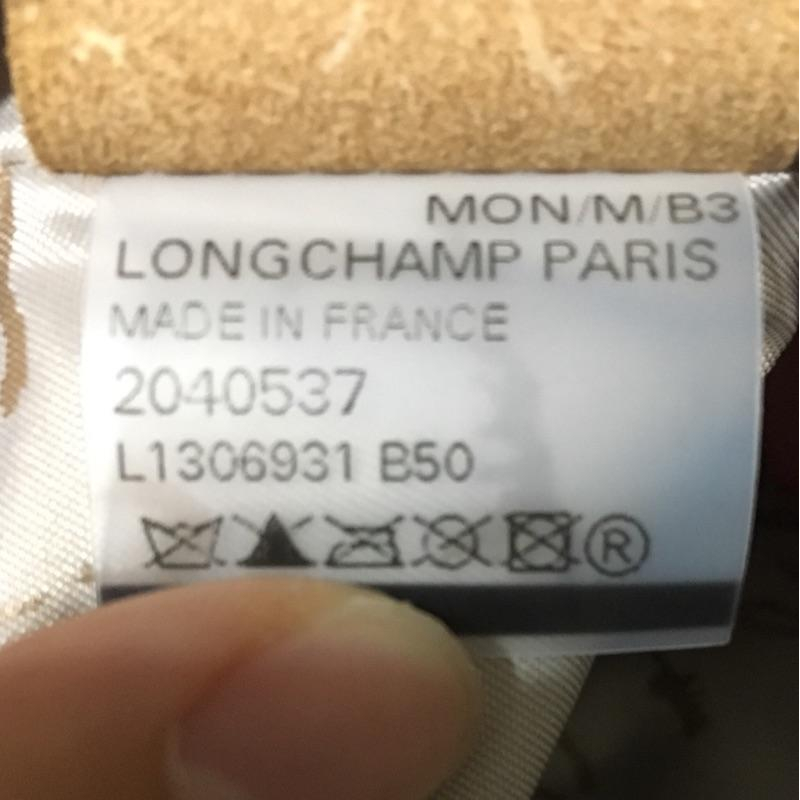 MON/M/B3
LONGCHAMP PARIS
MADE IN FRANCE
2040537
L1306931 B50
®